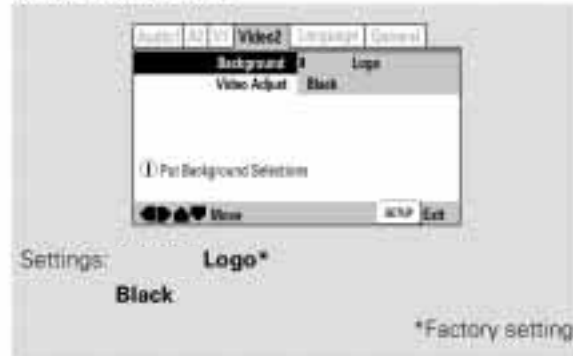 Audio1 A2 V1 Video2 Language General
Background Logo
Video Adjust Black
Put Background Selections
Move SETUP Exit
Settings: Logo*
Black
*Factory setting